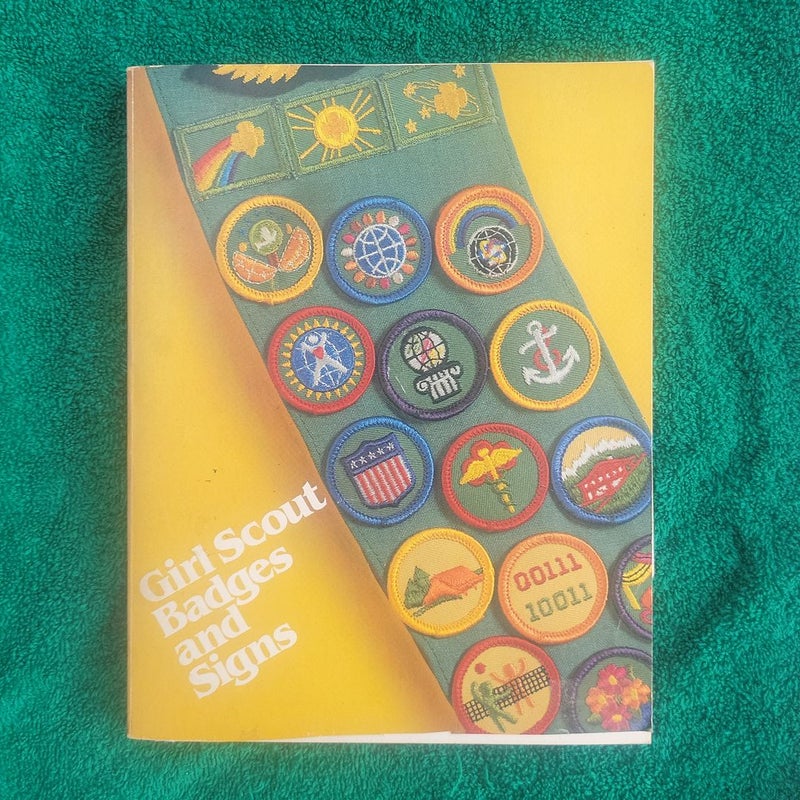 00111
10011
Girl Scout
Badges
and
Signs